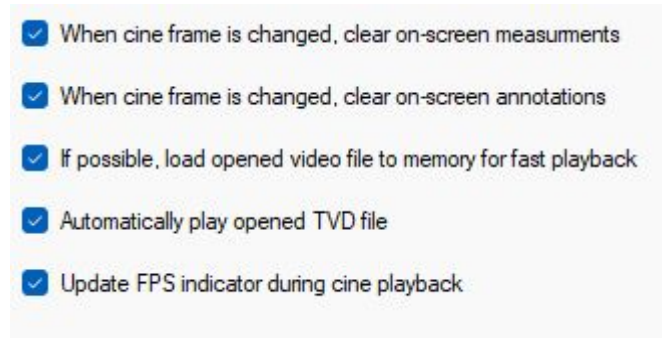 When cine frame is changed, clear on-screen measurments
When cine frame is changed, clear on-screen annotations
If possible, load opened video file to memory for fast playback
Automatically play opened TVD file
Update FPS indicator during cine playback